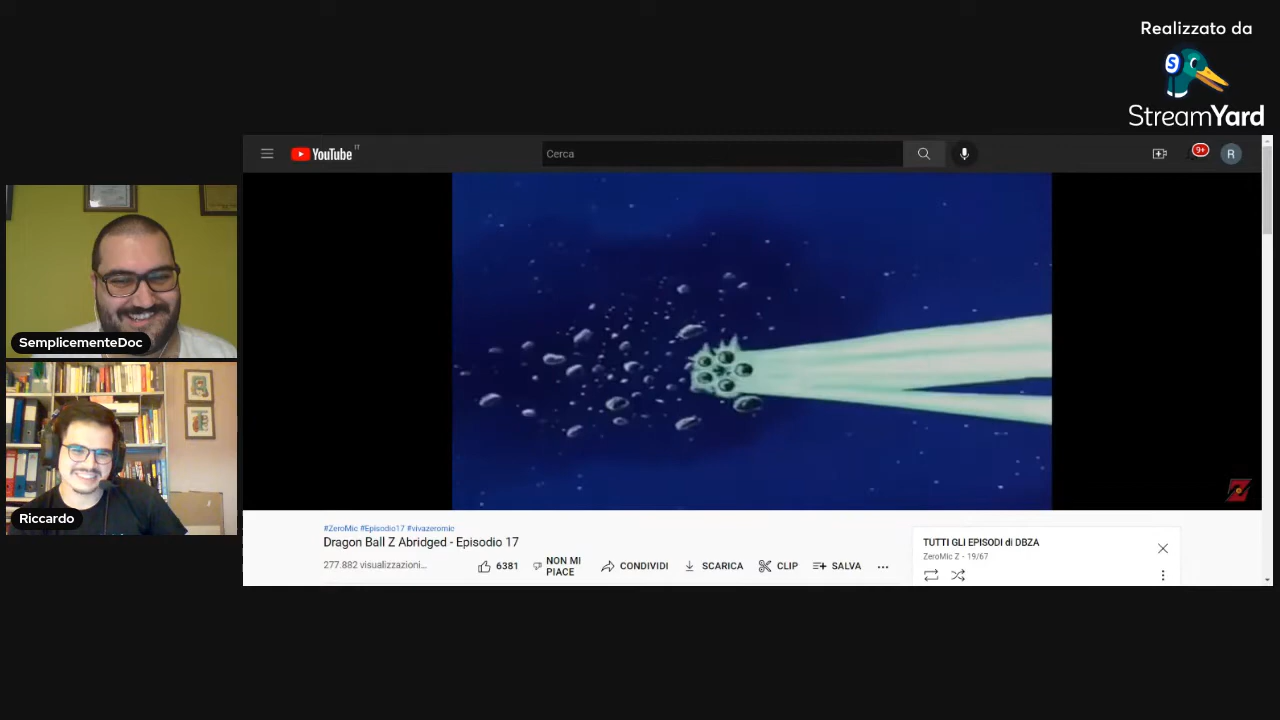 Realizzato da
StreamYard
YouTube IT
Cerca
9+
R
SemplicementeDoc
Riccardo
#ZeroMic #Episodio17 #vivazeromic
Dragon Ball Z Abridged - Episodio 17
277.882 visualizzazioni...
6381
NON MI PIACE
CONDIVIDI
SCARICA
CLIP
SALVA
TUTTI GLI EPISODI di DBZA
ZeroMic Z - 19/67